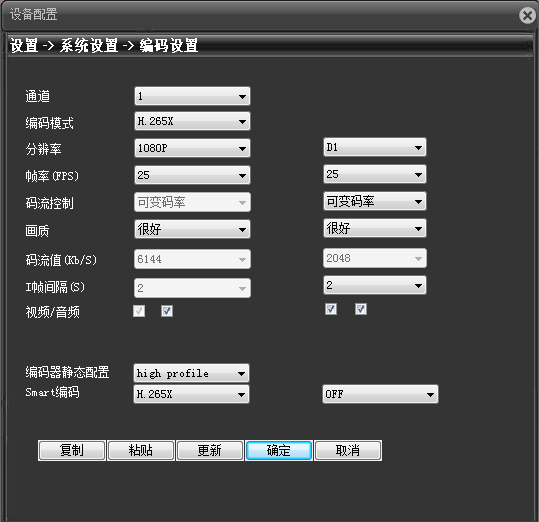 设备配置
设置 -> 系统设置 -> 编码设置
通道 1
编码模式 H.265X
分辨率 1080P D1
帧率(FPS) 25 25
码流控制 可变码率 可变码率
画质 很好 很好
码流值(Kb/S) 6144 2048
I帧间隔(S) 2 2
视频/音频
编码器静态配置 high profile
Smart编码 H.265X OFF
复制 粘贴 更新 确定 取消